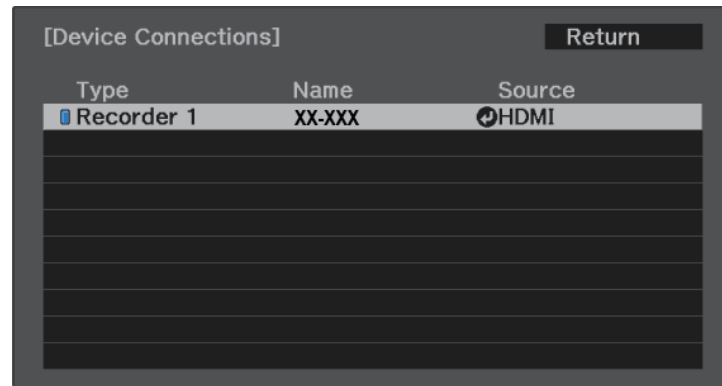 [Device Connections] Return
Type Name Source
Recorder 1 XX-XXX HDMI